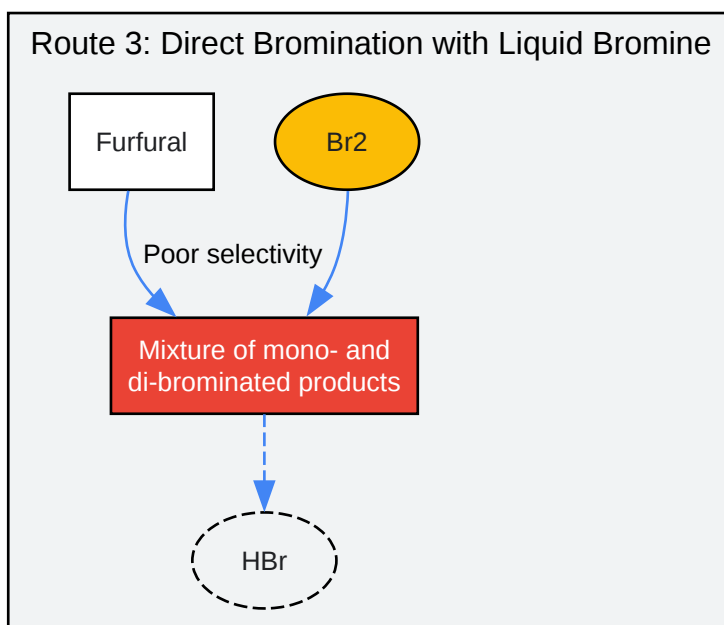 Route 3: Direct Bromination with Liquid Bromine
Furfural
Br2
Poor selectivity
Mixture of mono- and
di-brominated products
HBr